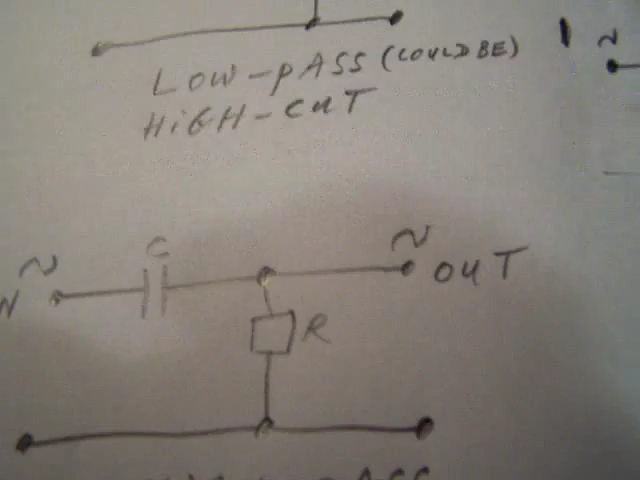 LOW-PASS (COULD BE)
HIGH-CUT
~
C
~
~
OUT
R